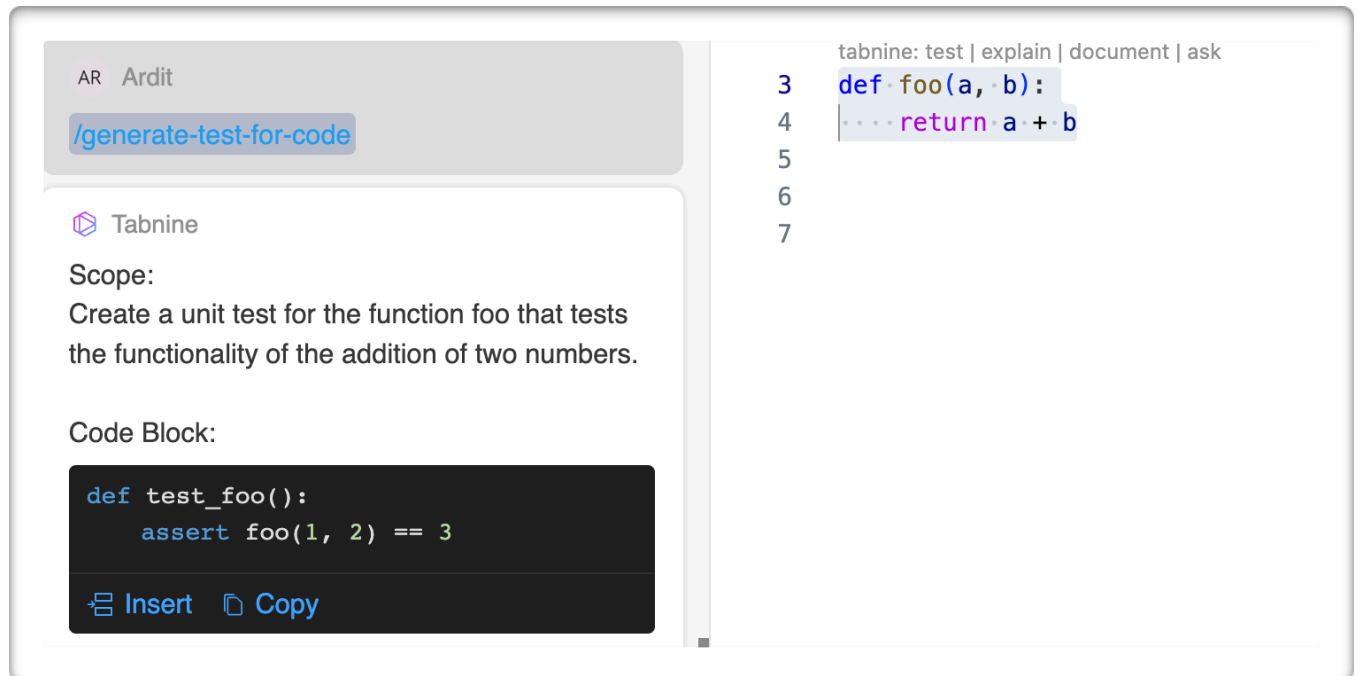 AR Ardit
/generate-test-for-code
Tabnine
Scope:
Create a unit test for the function foo that tests
the functionality of the addition of two numbers.
Code Block:
def test_foo():
    assert foo(1, 2) == 3
Insert Copy
tabnine: test | explain | document | ask
3 def foo(a, b):
4     return a + b
5
6
7